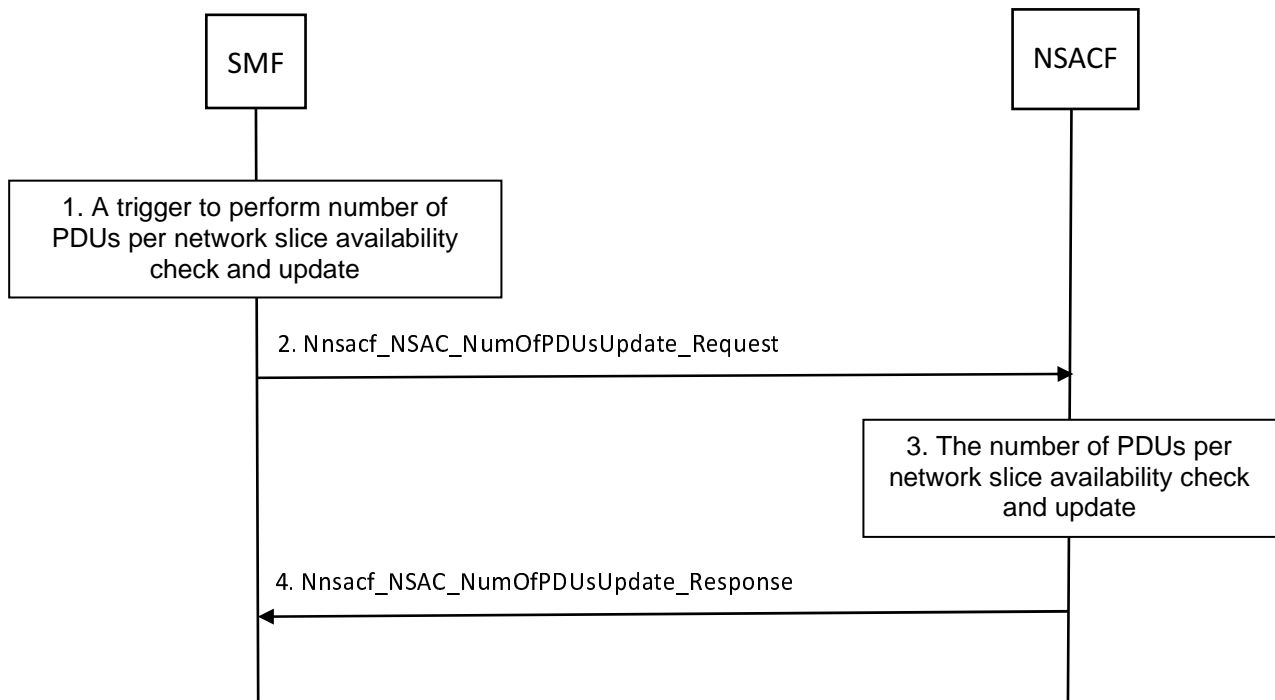 SMF
NSACF
1. A trigger to perform number of
PDUs per network slice availability
check and update
2. Nnsacf_NSAC_NumOfPDUsUpdate_Request
3. The number of PDUs per
network slice availability check
and update
4. Nnsacf_NSAC_NumOfPDUsUpdate_Response